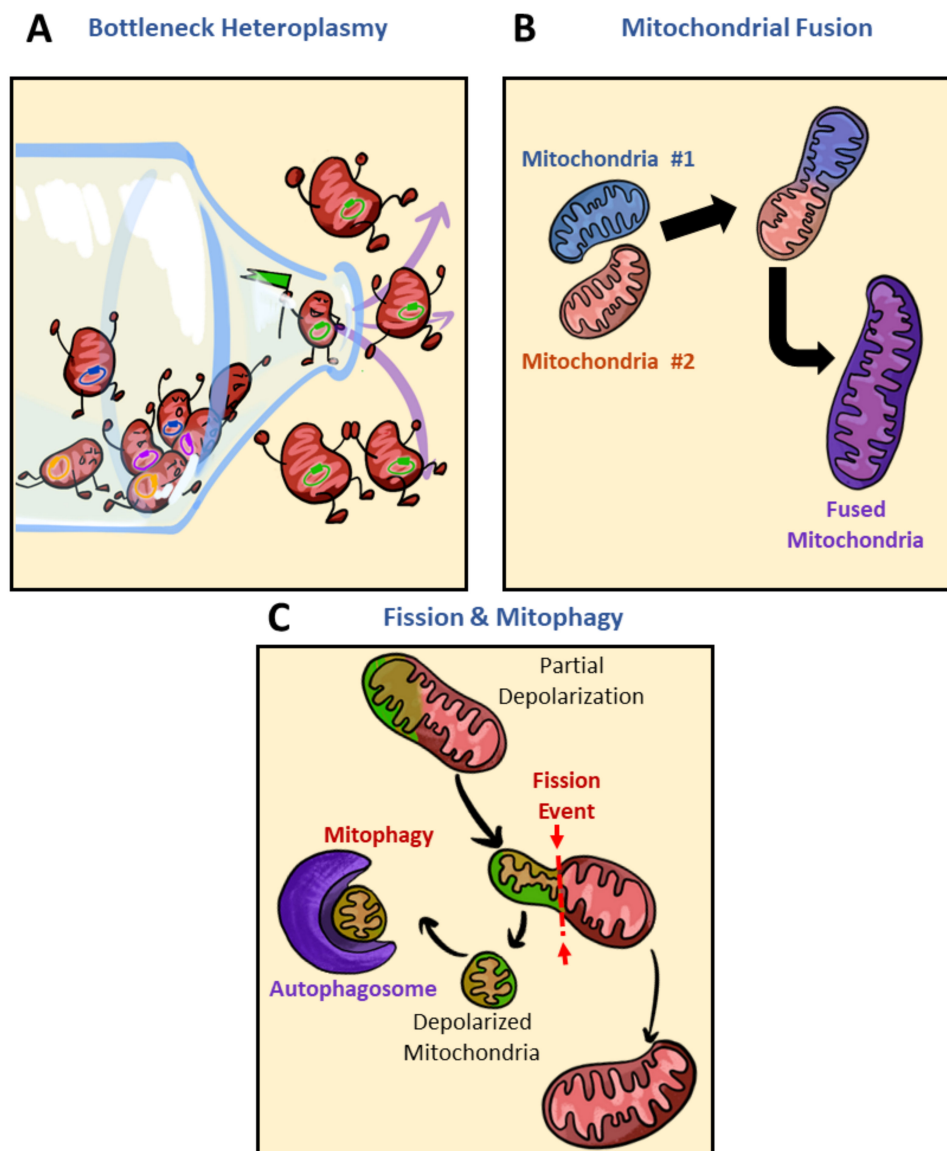 A Bottleneck Heteroplasmy
B Mitochondrial Fusion
Mitochondria #1
Mitochondria #2
Fused
Mitochondria
C Fission & Mitophagy
Partial
Depolarization
Fission
Event
Mitophagy
Autophagosome
Depolarized
Mitochondria